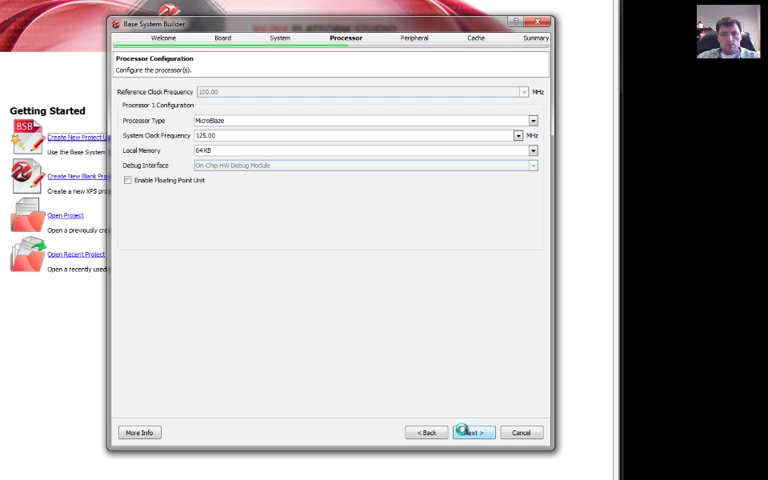 PLATFORM STUDIO
Base System Builder
Welcome Board System Processor Peripheral Cache Summary
Processor Configuration
Configure the processor(s).
Reference Clock Frequency 100.00 MHz
Processor 1 Configuration
Processor Type MicroBlaze
System Clock Frequency 125.00 MHz
Local Memory 64 KB
Debug Interface On-Chip HW Debug Module
Enable Floating Point Unit
Getting Started
BSB
Create New Project U
Use the Base System
Create New Blank Proj
Create a new XPS proj
Open Project
Open a previously cre
Open Recent Project
Open a recently used
More Info < Back Next > Cancel